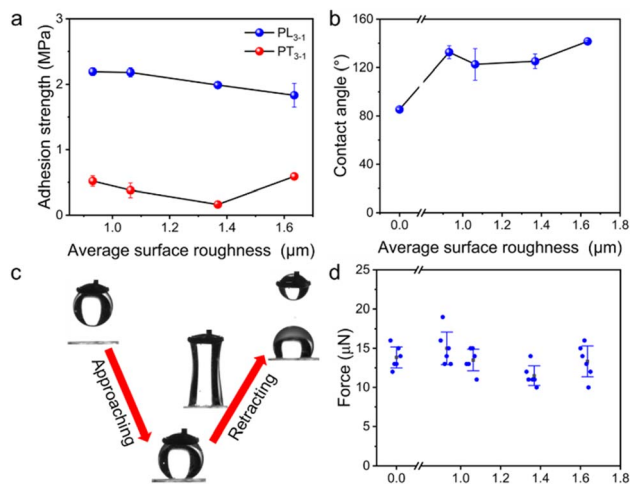 a
Adhesion strength (MPa)
3
2
1
0
PL3-1
PT3-1
1.0 1.2 1.4 1.6
Average surface roughness (μm)
b
Contact angle (°)
160
120
80
40
0
0.0 1.0 1.2 1.4 1.6 1.8
Average surface roughness (μm)
c
Approaching
Retracting
d
Force (μN)
25
20
15
10
5
0
0.0 1.0 1.2 1.4 1.6 1.8